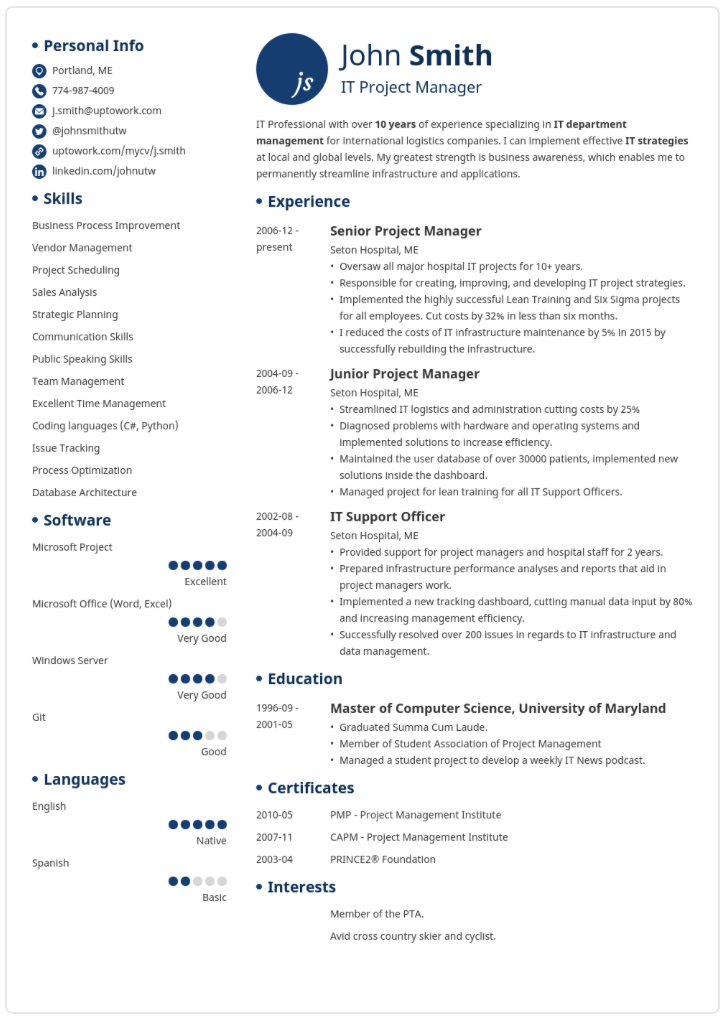 Personal Info
Portland, ME
774-987-4009
j.smith@uptowork.com
@johnsmithutw
uptowork.com/mycv/j.smith
linkedin.com/johnutw
Skills
Business Process Improvement
Vendor Management
Project Scheduling
Sales Analysis
Strategic Planning
Communication Skills
Public Speaking Skills
Team Management
Excellent Time Management
Coding languages (C#, Python)
Issue Tracking
Process Optimization
Database Architecture
Software
Microsoft Project
Excellent
Microsoft Office (Word, Excel)
Very Good
Windows Server
Very Good
Git
Good
Languages
English
Native
Spanish
Basic
js
John Smith
IT Project Manager
IT Professional with over 10 years of experience specializing in IT department
management for international logistics companies. I can implement effective IT strategies
at local and global levels. My greatest strength is business awareness, which enables me to
permanently streamline infrastructure and applications.
Experience
2006-12 -
present
Senior Project Manager
Seton Hospital, ME
• Oversaw all major hospital IT projects for 10+ years.
• Responsible for creating, improving, and developing IT project strategies.
• Implemented the highly successful Lean Training and Six Sigma projects
for all employees. Cut costs by 32% in less than six months.
• I reduced the costs of IT infrastructure maintenance by 5% in 2015 by
successfully rebuilding the infrastructure.
2004-09 -
2006-12
Junior Project Manager
Seton Hospital, ME
• Streamlined IT logistics and administration cutting costs by 25%
• Diagnosed problems with hardware and operating systems and
implemented solutions to increase efficiency.
• Maintained the user database of over 30000 patients, implemented new
solutions inside the dashboard.
• Managed project for lean training for all IT Support Officers.
2002-08 -
2004-09
IT Support Officer
Seton Hospital, ME
• Provided support for project managers and hospital staff for 2 years.
• Prepared infrastructure performance analyses and reports that aid in
project managers work.
• Implemented a new tracking dashboard, cutting manual data input by 80%
and increasing management efficiency.
• Successfully resolved over 200 issues in regards to IT infrastructure and
data management.
Education
1996-09 -
2001-05
Master of Computer Science, University of Maryland
• Graduated Summa Cum Laude.
• Member of Student Association of Project Management
• Managed a student project to develop a weekly IT News podcast.
Certificates
2010-05 PMP - Project Management Institute
2007-11 CAPM - Project Management Institute
2003-04 PRINCE2® Foundation
Interests
Member of the PTA.
Avid cross country skier and cyclist.